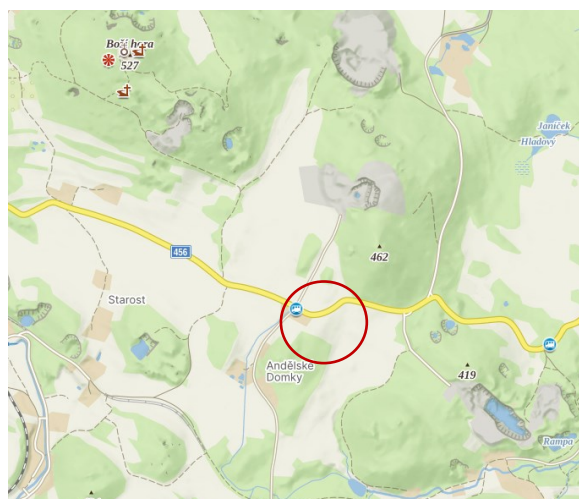 Boží hora
527
Janíček
Hladový
456
462
Starost
Andělské
Domky
419
Rampa